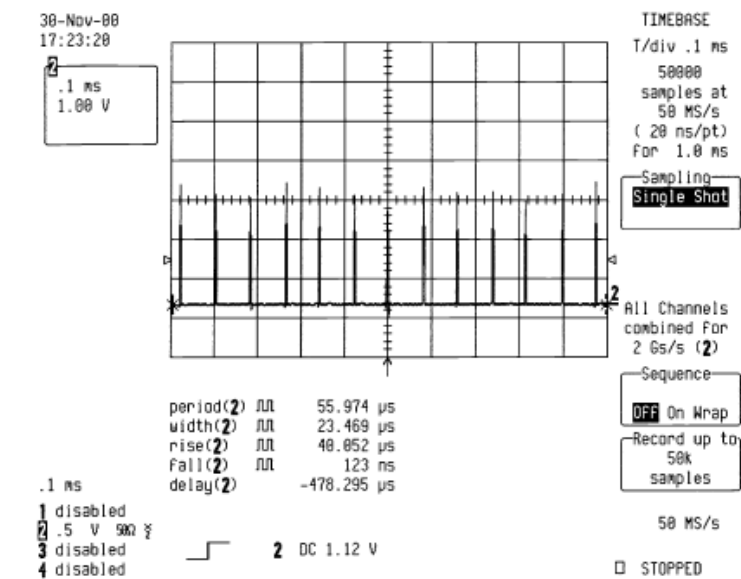 30-Nov-00
17:23:20
2
.1 ms
1.00 V
2
period(2) 55.974 µs
width(2) 23.469 µs
rise(2) 40.052 µs
fall(2) 123 ns
delay(2) -478.295 µs
.1 ms
1 disabled
2 .5 V 50Ω
3 disabled
4 disabled
2 DC 1.12 V
TIMEBASE
T/div .1 ms
50000
samples at
50 MS/s
( 20 ns/pt)
for 1.0 ms
Sampling
Single Shot
All Channels
combined for
2 Gs/s (2)
Sequence
OFF On Wrap
Record up to
50k
samples
50 MS/s
STOPPED